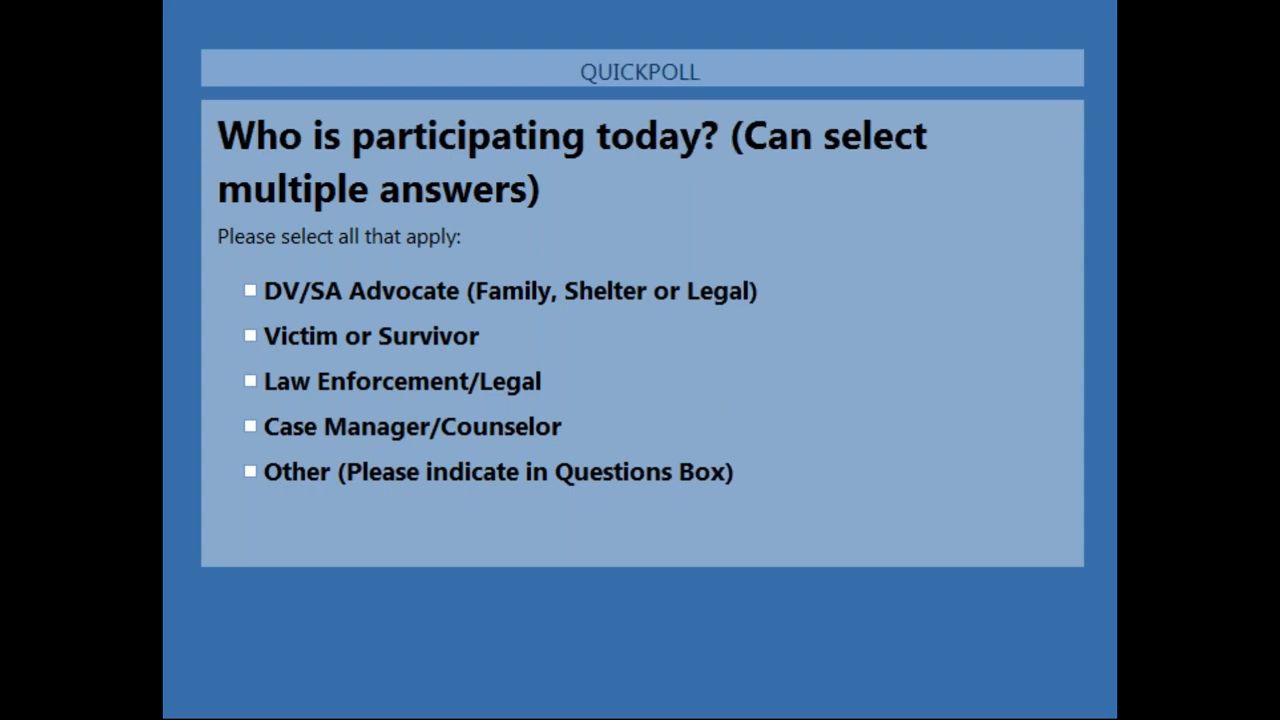 QUICKPOLL
Who is participating today? (Can select
multiple answers)
Please select all that apply:
DV/SA Advocate (Family, Shelter or Legal)
Victim or Survivor
Law Enforcement/Legal
Case Manager/Counselor
Other (Please indicate in Questions Box)